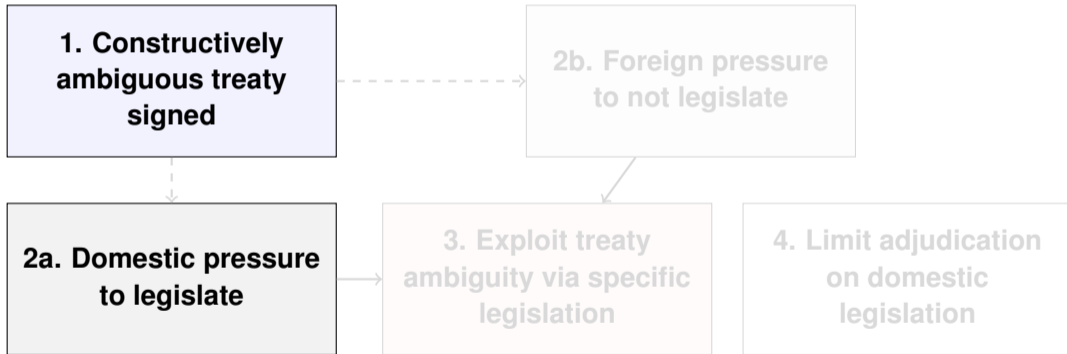 1. Constructively
ambiguous treaty
signed
2b. Foreign pressure
to not legislate
2a. Domestic pressure
to legislate
3. Exploit treaty
ambiguity via specific
legislation
4. Limit adjudication
on domestic
legislation